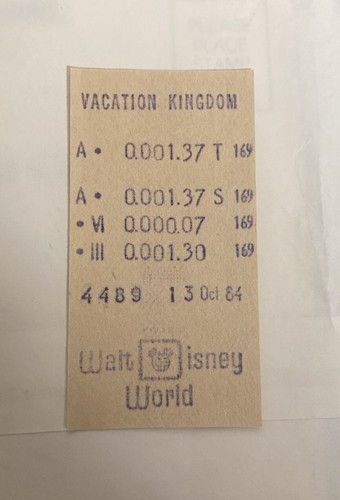 VACATION KINGDOM
A • 0.001.37 T 169
A • 0.001.37 S 169
• VI 0.000.07 169
• III 0.001.30 169
4489 13 Oct 84
Walt Disney
World